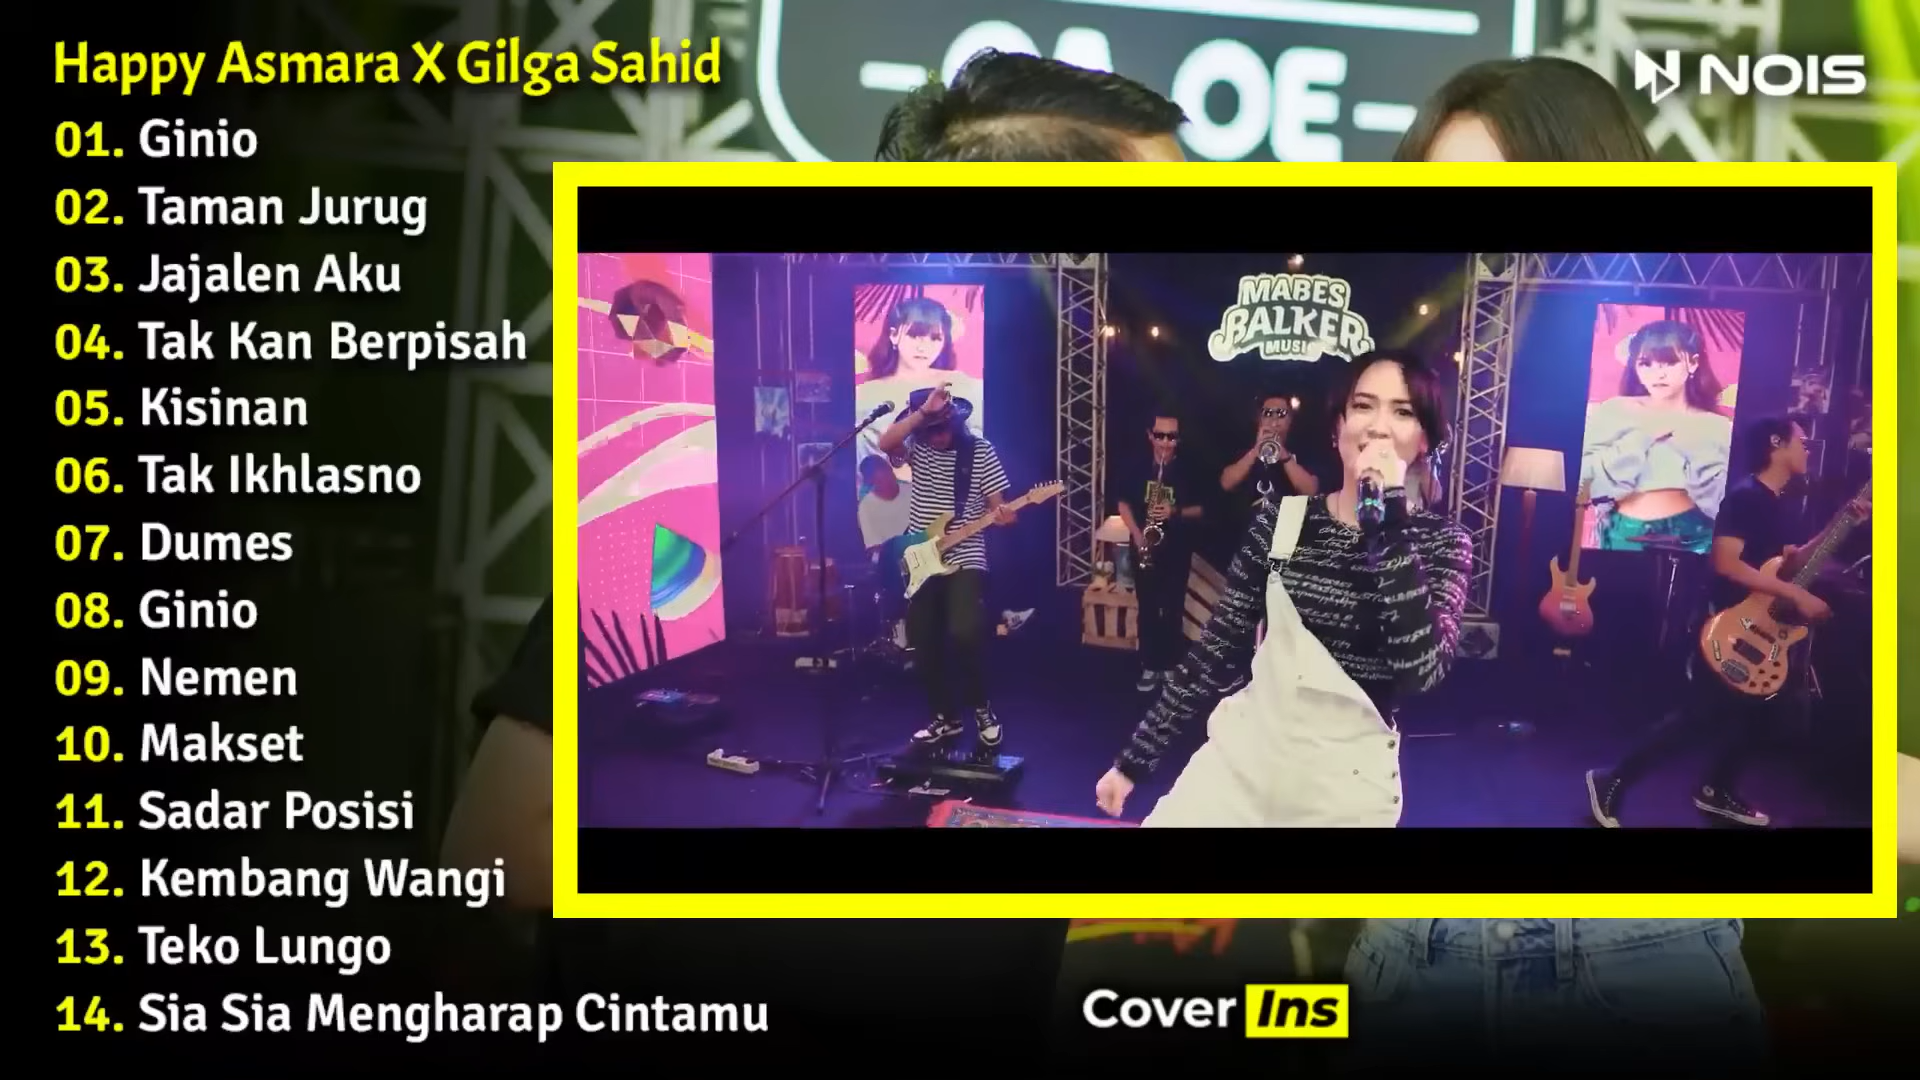 Happy Asmara X Gilga Sahid
01. Ginio
02. Taman Jurug
03. Jajalen Aku
04. Tak Kan Berpisah
05. Kisinan
06. Tak Ikhlasno
07. Dumes
08. Ginio
09. Nemen
10. Makset
11. Sadar Posisi
12. Kembang Wangi
13. Teko Lungo
14. Sia Sia Mengharap Cintamu
OE-
NOIS
MABES
BALKER
MUSIC
Cover Ins